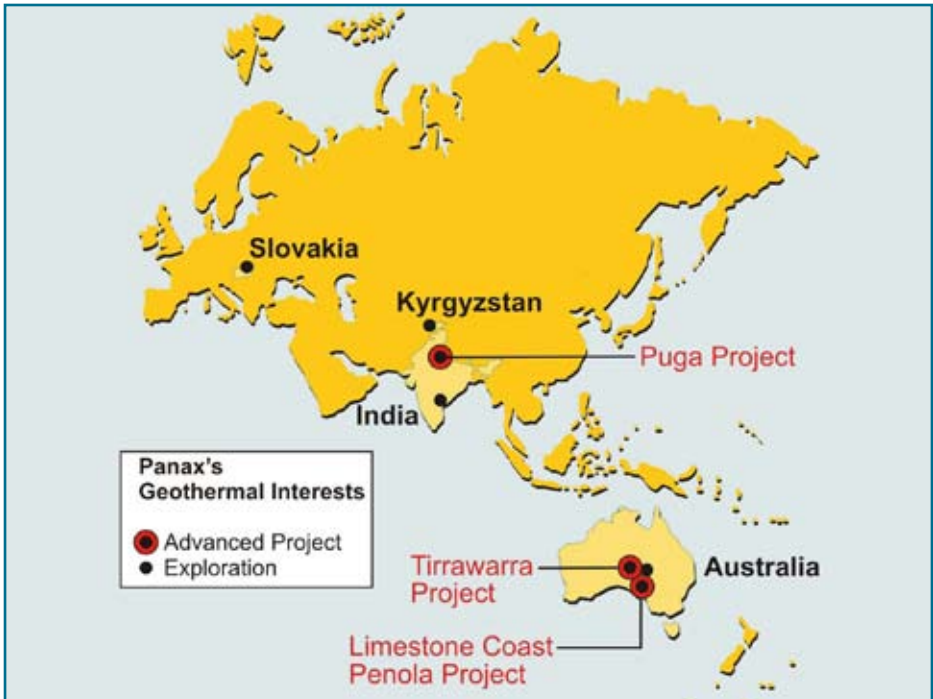 Slovakia
Kyrgyzstan
Puga Project
India
Panax's
Geothermal Interests
Advanced Project
Exploration
Tirrawarra
Project
Australia
Limestone Coast
Penola Project